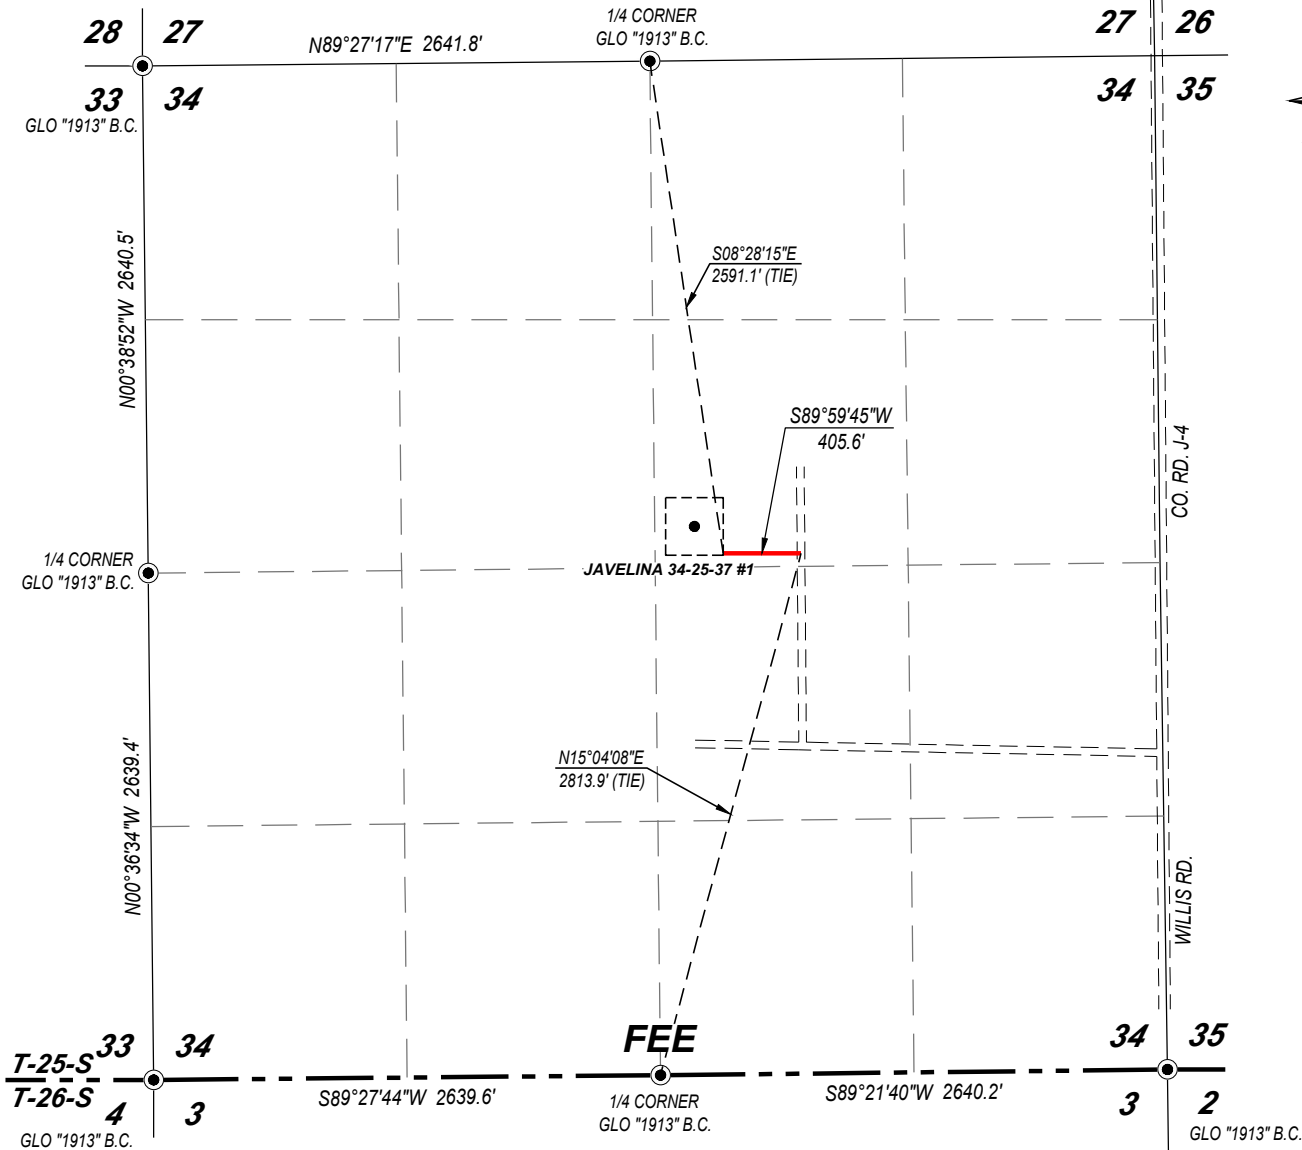 1/4 CORNER
GLO "1913" B.C.
28 27
N89°27'17"E 2641.8'
27 26
33 34
34 35
GLO "1913" B.C.
N00°38'52"W 2640.5'
S08°28'15"E
2591.1' (TIE)
S89°59'45"W
405.6'
CO. RD. J-4
1/4 CORNER
GLO "1913" B.C.
JAVELINA 34-25-37 #1
N00°36'34"W 2639.4'
N15°04'08"E
2813.9' (TIE)
WILLIS RD.
FEE
33 34
34 35
T-25-S
T-26-S
4 3
S89°27'44"W 2639.6'
1/4 CORNER
GLO "1913" B.C.
S89°21'40"W 2640.2'
3 2
GLO "1913" B.C.
GLO "1913" B.C.